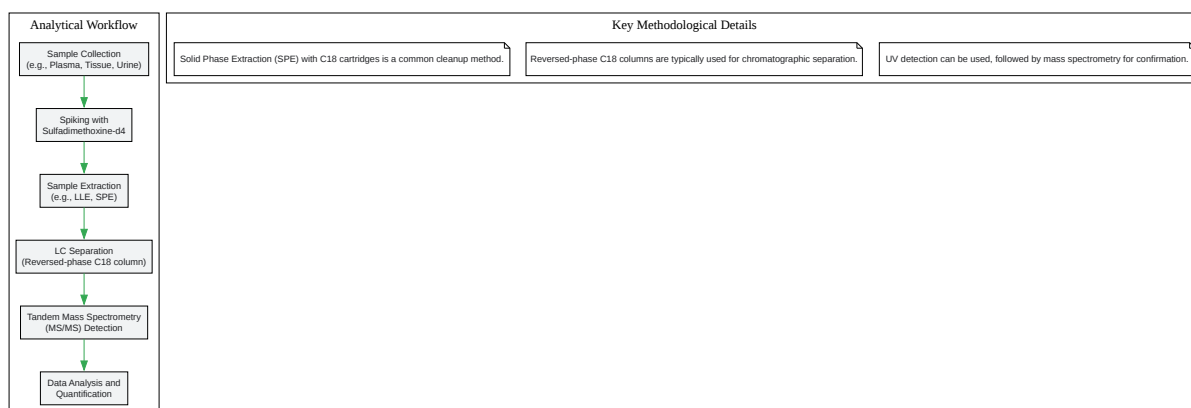 Analytical Workflow
Sample Collection
(e.g., Plasma, Tissue, Urine)
Spiking with
Sulfadimethoxine-d4
Sample Extraction
(e.g., LLE, SPE)
LC Separation
(Reversed-phase C18 column)
Tandem Mass Spectrometry
(MS/MS) Detection
Data Analysis and
Quantification
Key Methodological Details
Solid Phase Extraction (SPE) with C18 cartridges is a common cleanup method.
Reversed-phase C18 columns are typically used for chromatographic separation.
UV detection can be used, followed by mass spectrometry for confirmation.